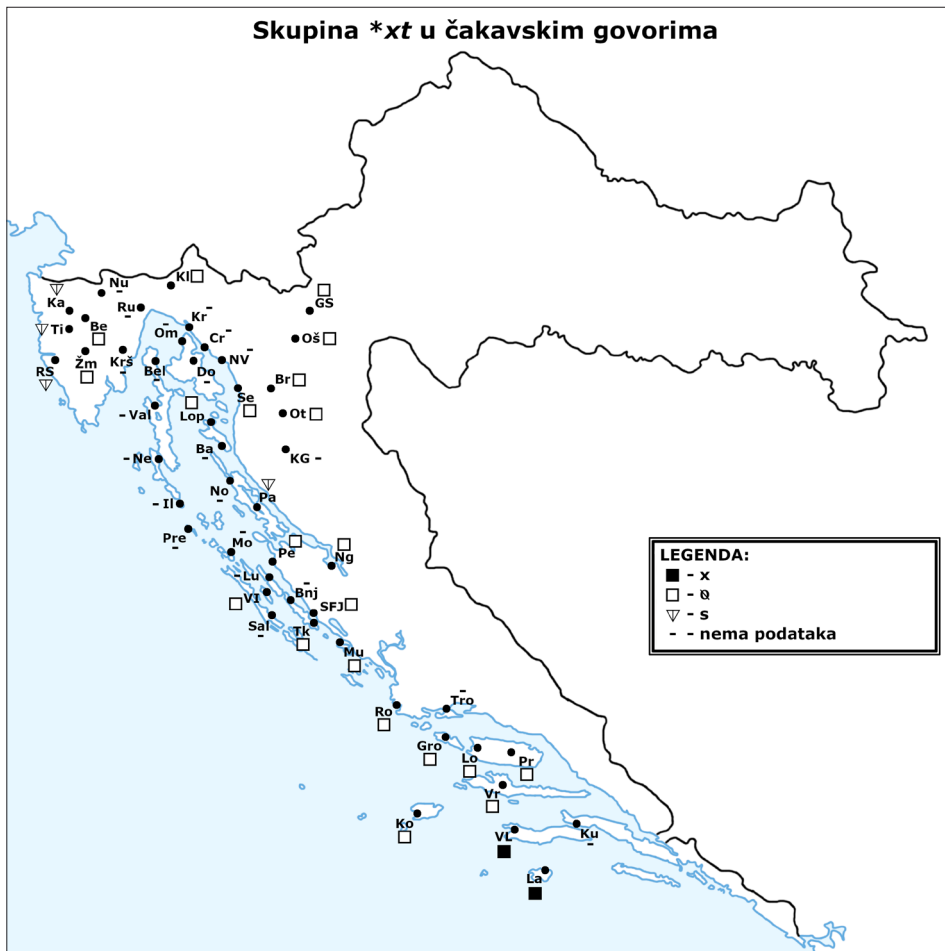 Skupina *xt u čakavskim govorima
Kl
Nu
-
GS
Ka
Ru
-
Kr -
Be
Ti
-
Om
Cr -
Oš
RS
Žm
Krš
-
Bel
-
Do
-
NV -
Br
Se
- Val
Lop
Ot
Ba
-
KG -
- Ne
No
-
Pa
- Il
Pre
-
-
Mo
Pe
Ng
- Lu
-
Bnj
VI
SFJ
Sal
-
Tk
Mu
LEGENDA:
- x
- ⱺ
- s
- - nema podataka
Ro
-
Tro
Gro
Lo
Pr
Vr
Ko
VL
Ku
-
La